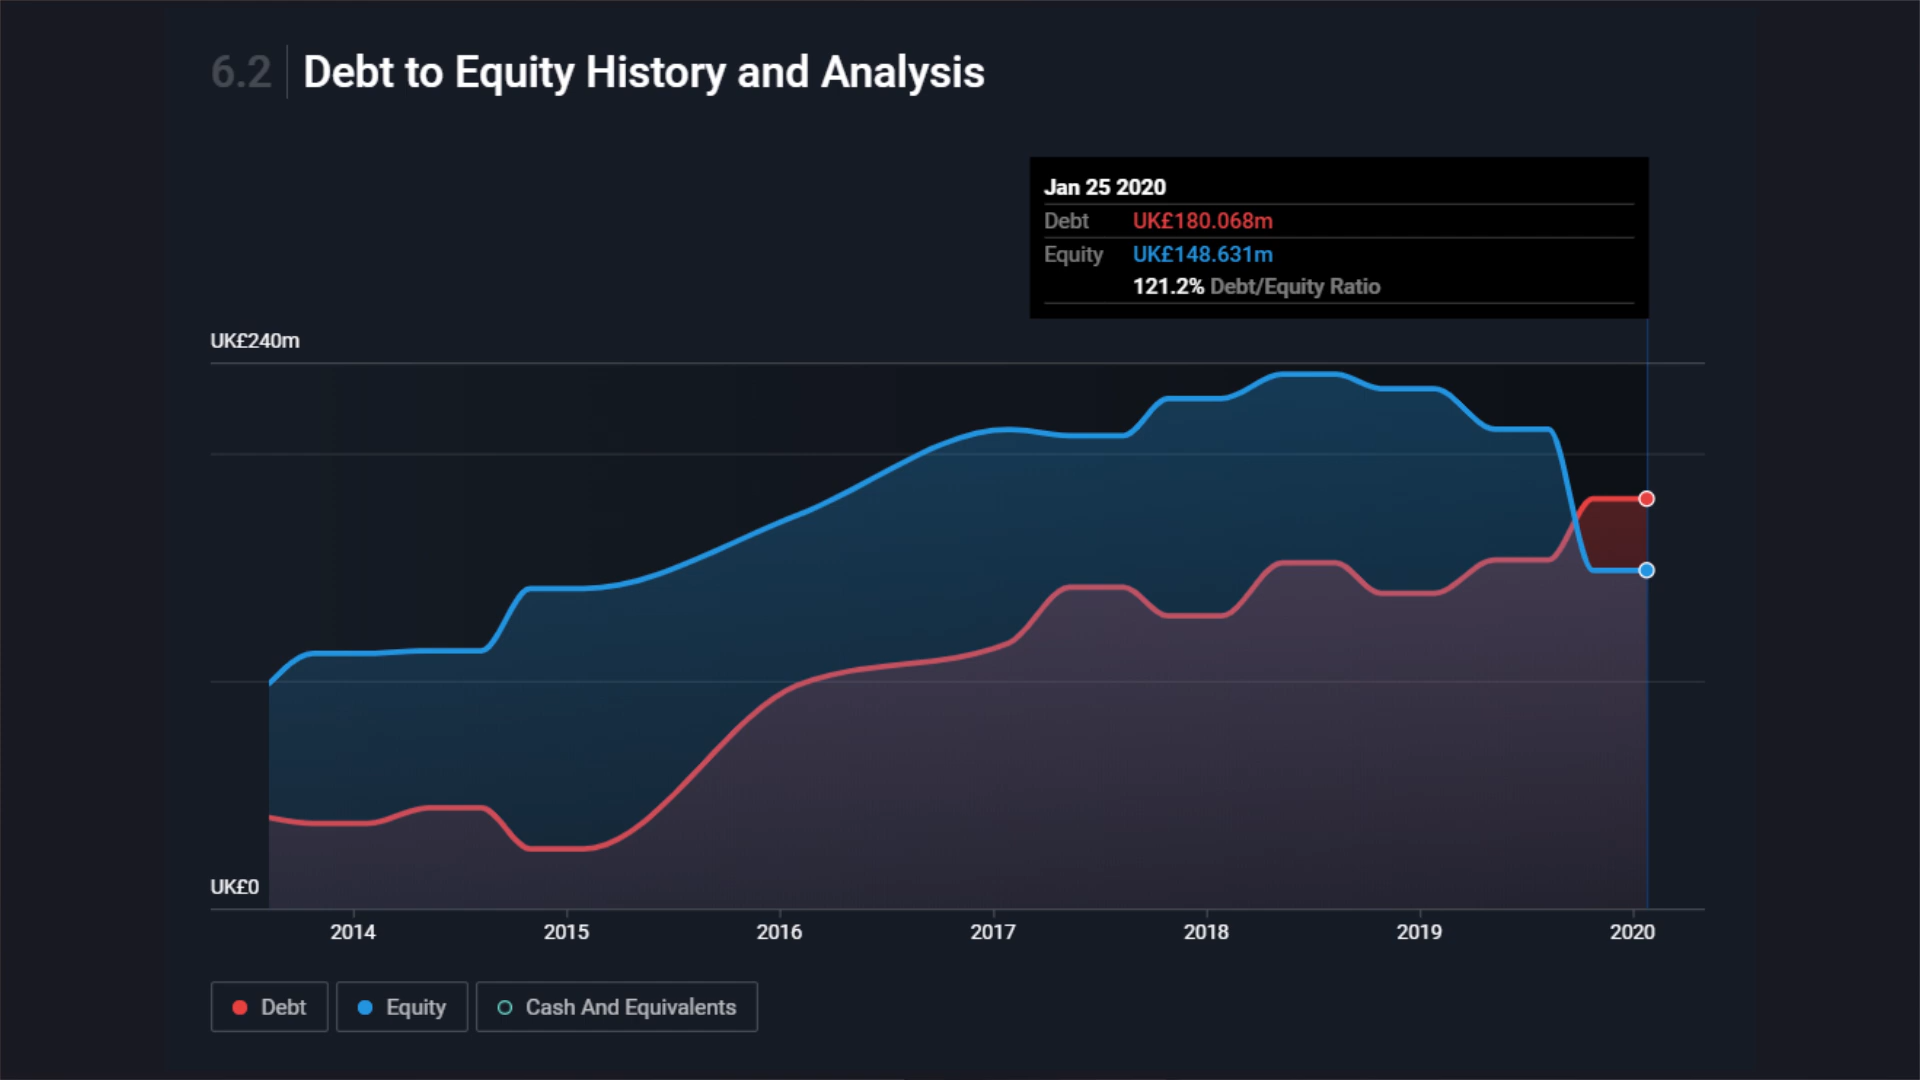 6.2 Debt to Equity History and Analysis
Jan 25 2020
Debt UK£180.068m
Equity UK£148.631m
121.2% Debt/Equity Ratio
UK£240m
UK£0
2014 2015 2016 2017 2018 2019 2020
Debt Equity Cash And Equivalents